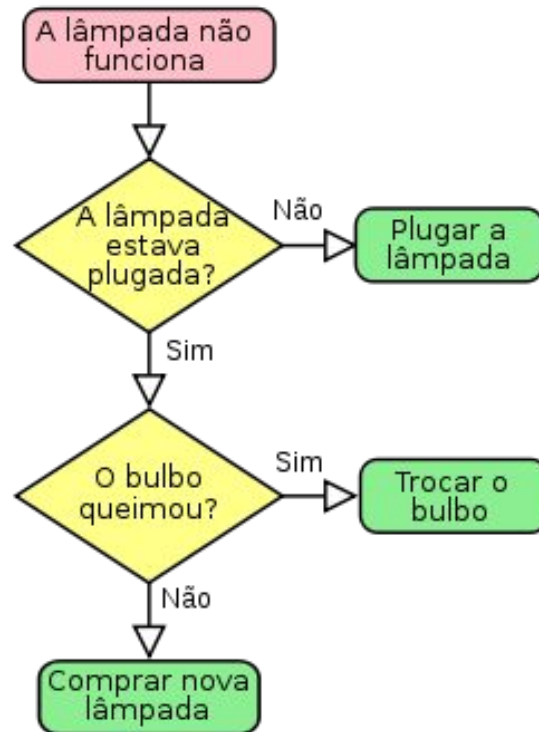 A lâmpada não
funciona
A lâmpada
estava
plugada?
Não
Plugar a
lâmpada
Sim
O bulbo
queimou?
Sim
Trocar o
bulbo
Não
Comprar nova
lâmpada